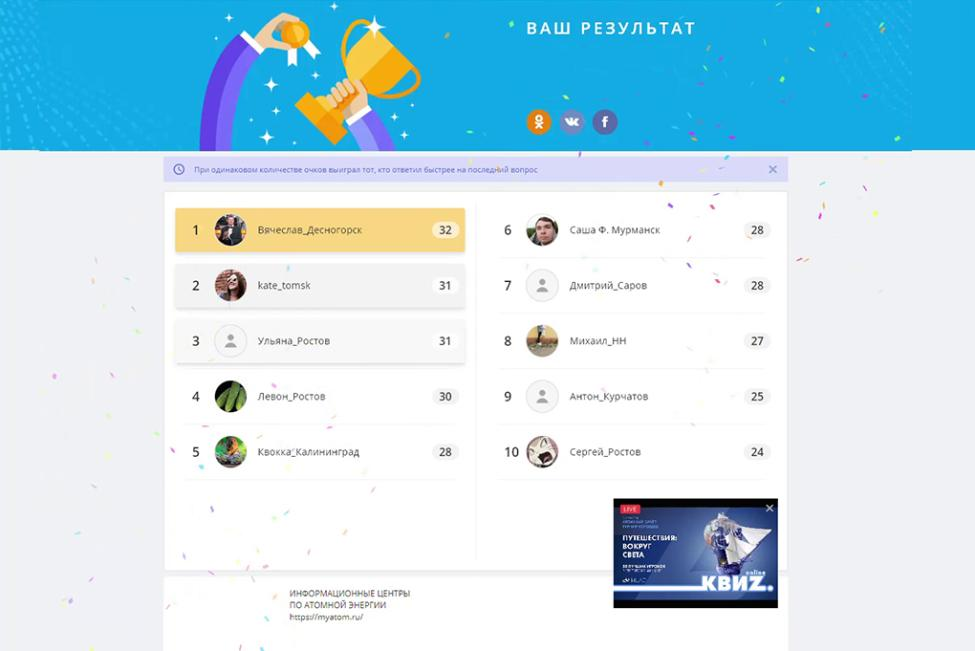 ВАШ РЕЗУЛЬТАТ
При одинаковом количестве очков выиграл тот, кто ответил быстрее на последний вопрос
1 Вячеслав_Десногорск 32
2 kate_tomsk 31
3 Ульяна_Ростов 31
4 Левон_Ростов 30
5 Квокка_Калининград 28
6 Саша Ф. Мурманск 28
7 Дмитрий_Саров 28
8 Михаил_НН 27
9 Антон_Курчатов 25
10 Сергей_Ростов 24
LIVE
ПУТЕШЕСТВИЯ:
ВОКРУГ
СВЕТА
online
КВИZ.
ИНФОРМАЦИОННЫЕ ЦЕНТРЫ
ПО АТОМНОЙ ЭНЕРГИИ
https://myatom.ru/